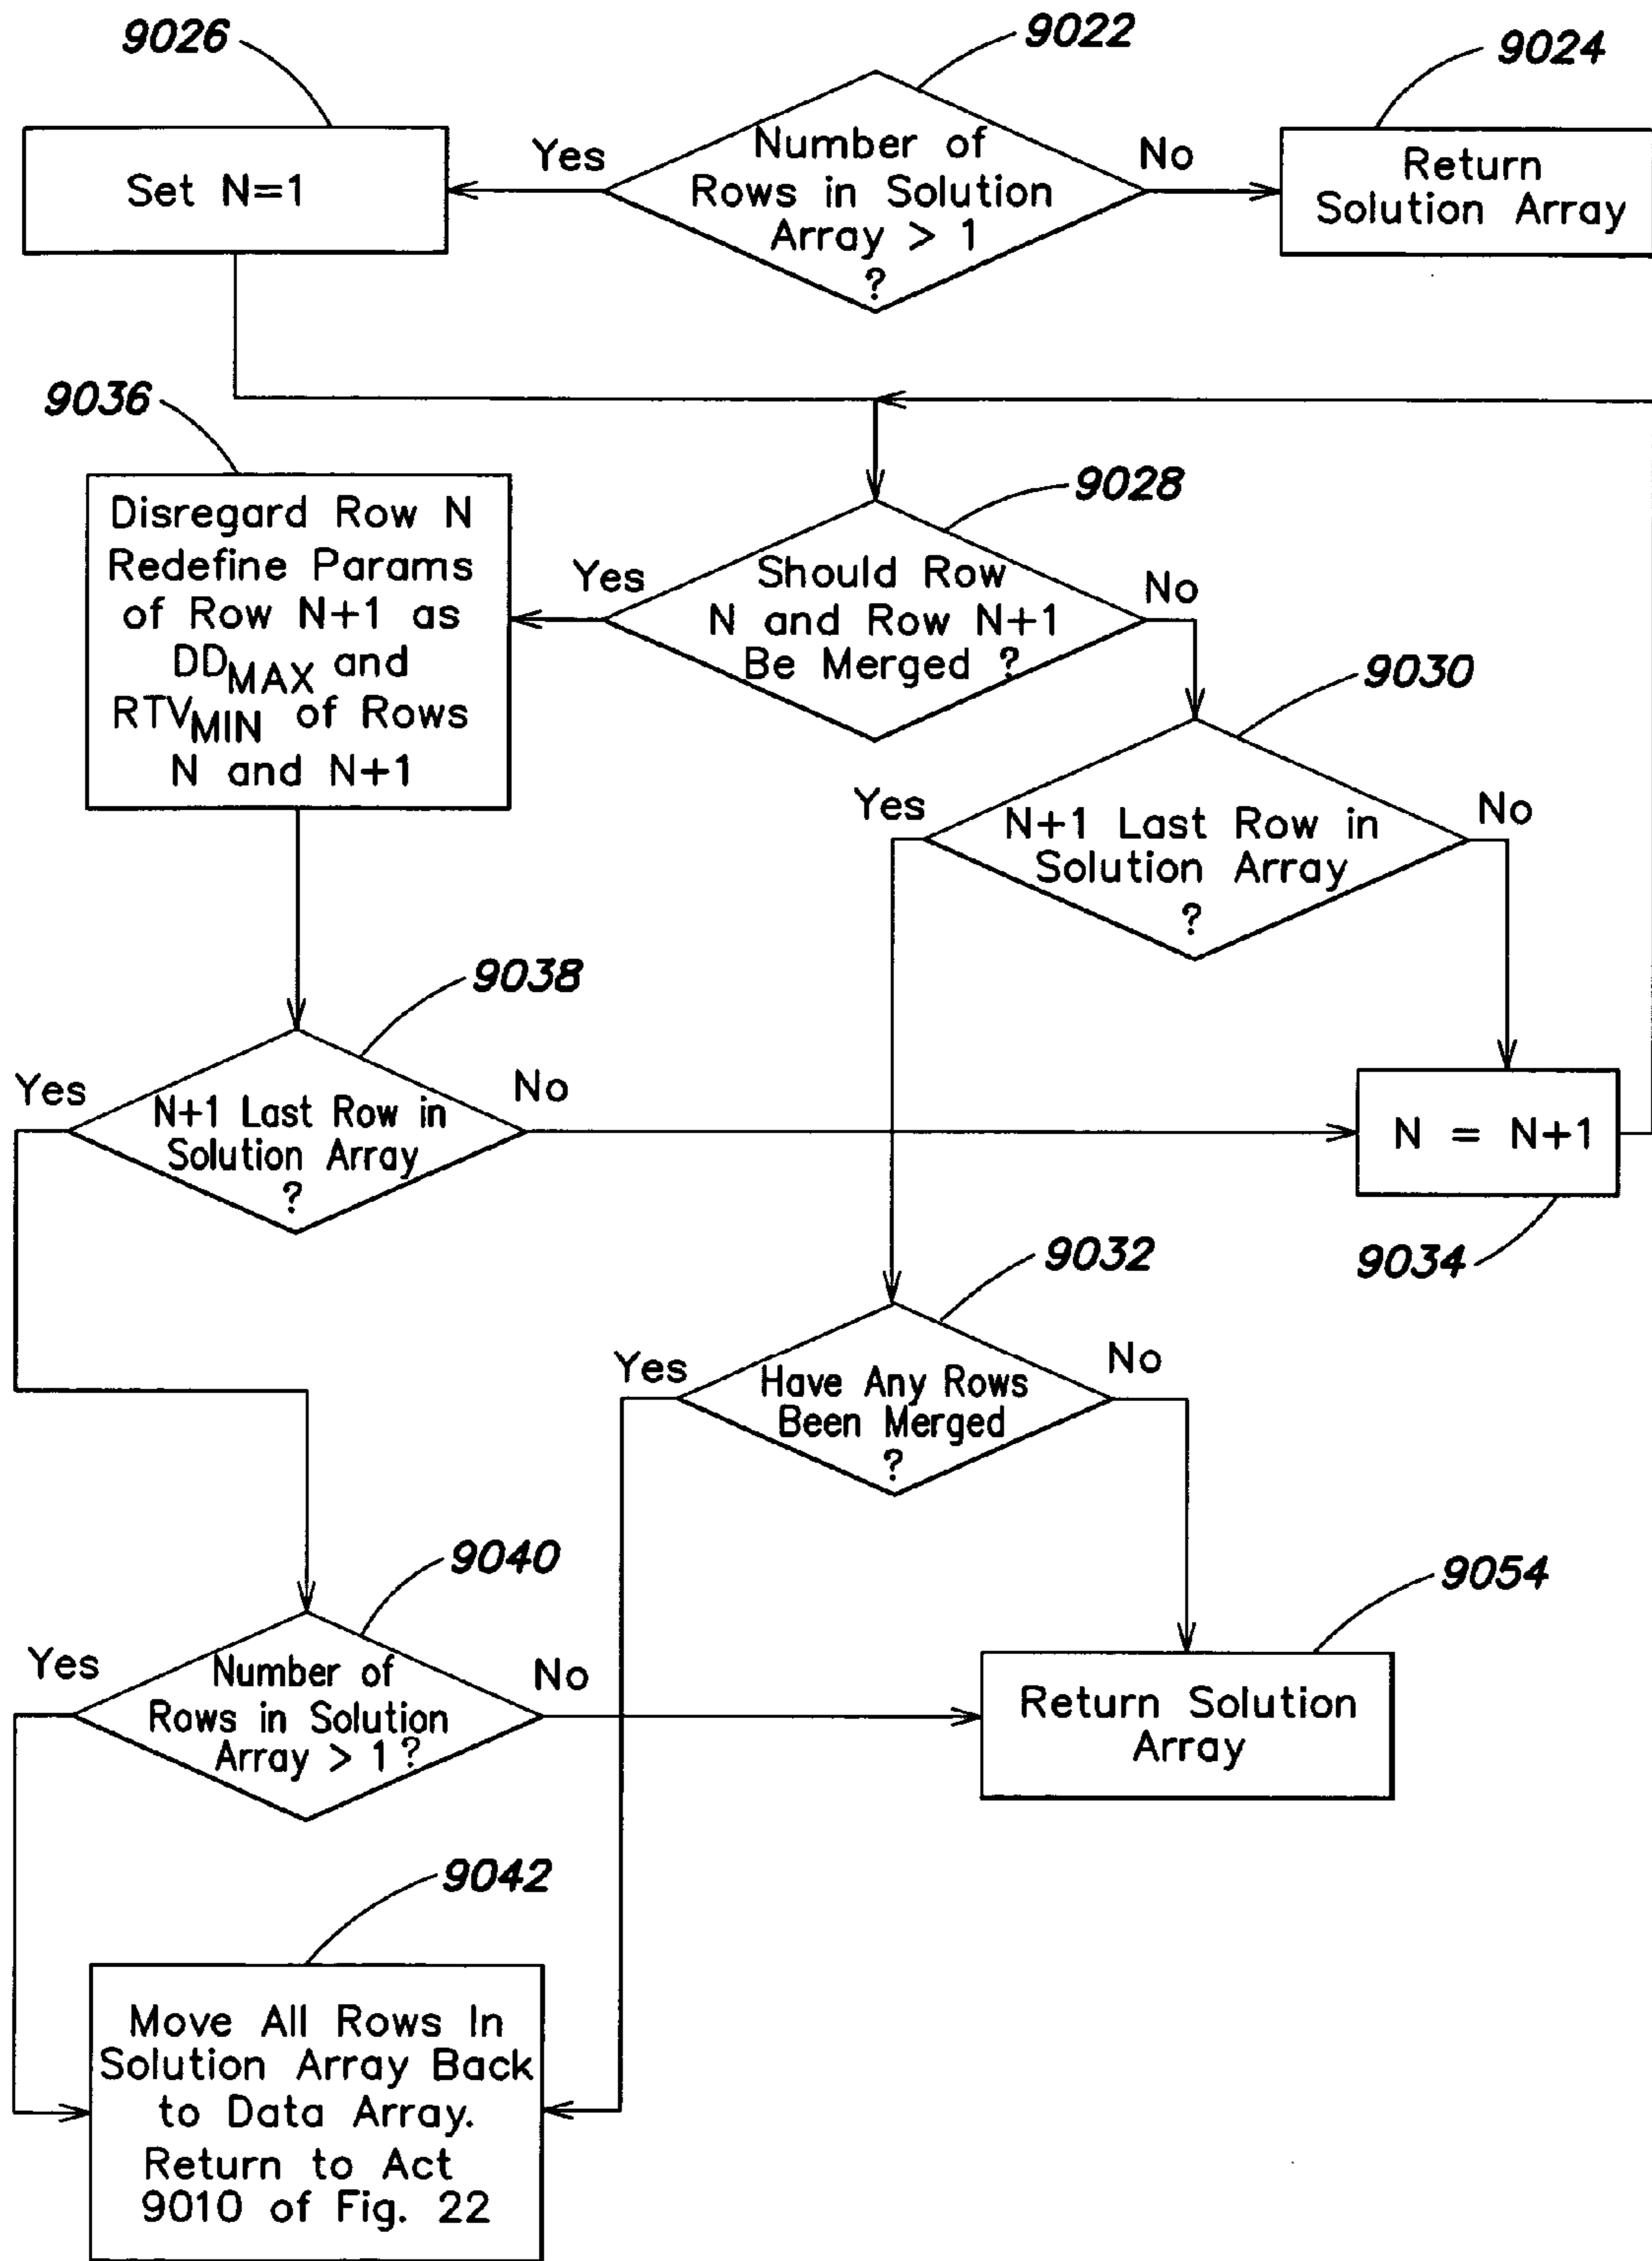 9026
9022
9024
Set N=1
Yes
Number of
Rows in Solution
Array > 1
?
No
Return
Solution Array
9036
9028
Disregard Row N
Redefine Params
of Row N+1 as
DDMAX and
RTVMIN of Rows
N and N+1
Yes
Should Row
N and Row N+1
Be Merged ?
No
9030
Yes
N+1 Last Row in
Solution Array
?
No
9038
Yes
N+1 Last Row in
Solution Array
?
No
N = N+1
9034
9032
Yes
Have Any Rows
Been Merged
?
No
9040
9054
Yes
Number of
Rows in Solution
Array > 1 ?
No
Return Solution
Array
9042
Move All Rows In
Solution Array Back
to Data Array.
Return to Act
9010 of Fig. 22